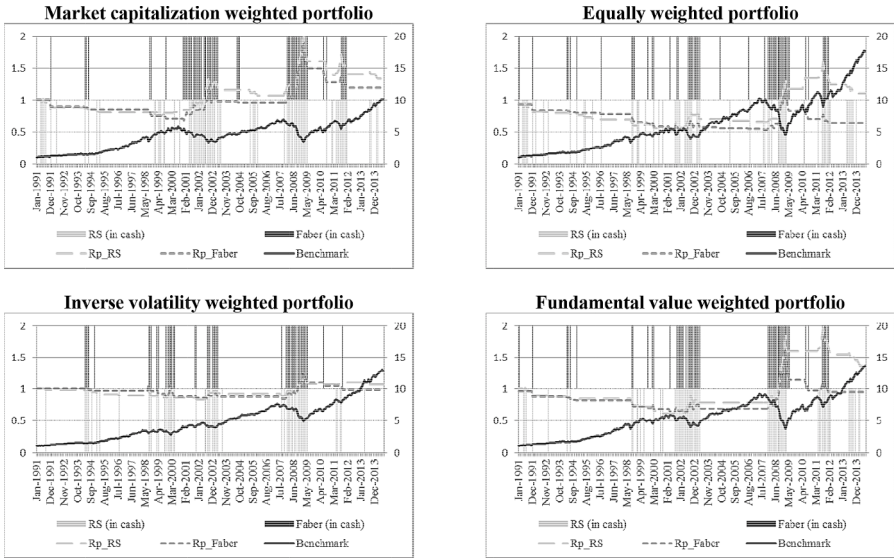 Market capitalization weighted portfolio
2
1.5
1
0.5
0
20
15
10
5
0
Jan-1991
Dec-1991
Nov-1992
Oct-1993
Sep-1994
Aug-1995
Jul-1996
Jun-1997
May-1998
Apr-1999
Mar-2000
Feb-2001
Jan-2002
Dec-2002
Nov-2003
Oct-2004
Sep-2005
Aug-2006
Jul-2007
Jun-2008
May-2009
Apr-2010
Mar-2011
Feb-2012
Jan-2013
Dec-2013
RS (in cash)
Faber (in cash)
Rp_RS
Rp_Faber
Benchmark
Equally weighted portfolio
2
1.5
1
0.5
0
20
15
10
5
0
Jan-1991
Dec-1991
Nov-1992
Oct-1993
Sep-1994
Aug-1995
Jul-1996
Jun-1997
May-1998
Apr-1999
Mar-2000
Feb-2001
Jan-2002
Dec-2002
Nov-2003
Oct-2004
Sep-2005
Aug-2006
Jul-2007
Jun-2008
May-2009
Apr-2010
Mar-2011
Feb-2012
Jan-2013
Dec-2013
RS (in cash)
Faber (in cash)
Rp_RS
Rp_Faber
Benchmark
Inverse volatility weighted portfolio
2
1.5
1
0.5
0
20
15
10
5
0
Jan-1991
Dec-1991
Nov-1992
Oct-1993
Sep-1994
Aug-1995
Jul-1996
Jun-1997
May-1998
Apr-1999
Mar-2000
Feb-2001
Jan-2002
Dec-2002
Nov-2003
Oct-2004
Sep-2005
Aug-2006
Jul-2007
Jun-2008
May-2009
Apr-2010
Mar-2011
Feb-2012
Jan-2013
Dec-2013
RS (in cash)
Faber (in cash)
Rp_RS
Rp_Faber
Benchmark
Fundamental value weighted portfolio
2
1.5
1
0.5
0
20
15
10
5
0
Jan-1991
Dec-1991
Nov-1992
Oct-1993
Sep-1994
Aug-1995
Jul-1996
Jun-1997
May-1998
Apr-1999
Mar-2000
Feb-2001
Jan-2002
Dec-2002
Nov-2003
Oct-2004
Sep-2005
Aug-2006
Jul-2007
Jun-2008
May-2009
Apr-2010
Mar-2011
Feb-2012
Jan-2013
Dec-2013
RS (in cash)
Faber (in cash)
Rp_RS
Rp_Faber
Benchmark